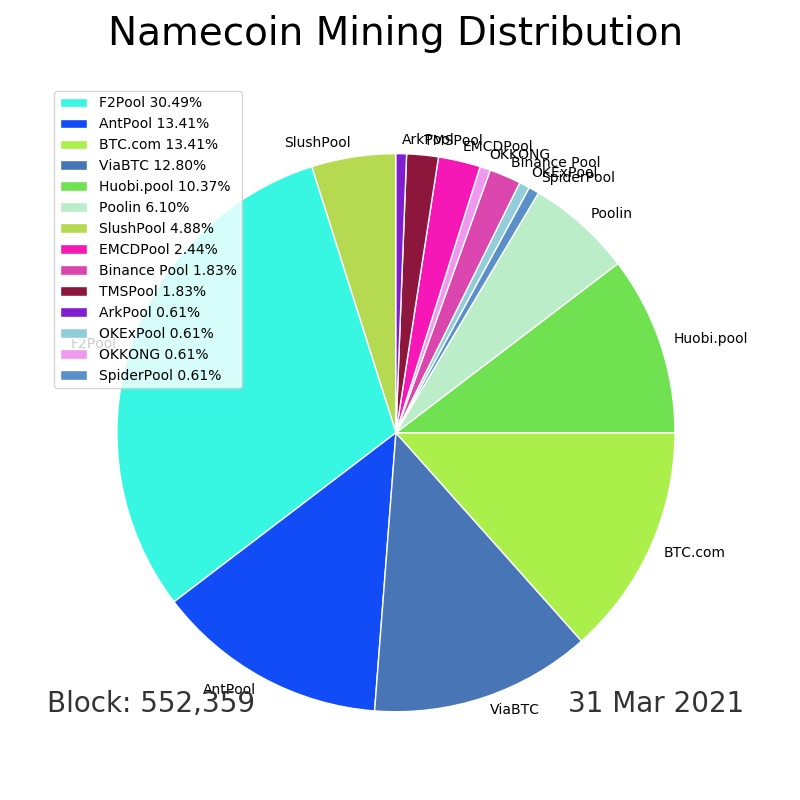 Namecoin Mining Distribution
F2Pool 30.49%
AntPool 13.41%
BTC.com 13.41%
ViaBTC 12.80%
Huobi.pool 10.37%
Poolin 6.10%
SlushPool 4.88%
EMCDPool 2.44%
Binance Pool 1.83%
TMSPool 1.83%
ArkPool 0.61%
OKExPool 0.61%
OKKONG 0.61%
SpiderPool 0.61%
SlushPool
ArkPool
TMSPool
EMCDPool
OKKONG
Binance Pool
OKExPool
SpiderPool
Poolin
Huobi.pool
F2Pool
BTC.com
AntPool
ViaBTC
Block: 552,359
31 Mar 2021